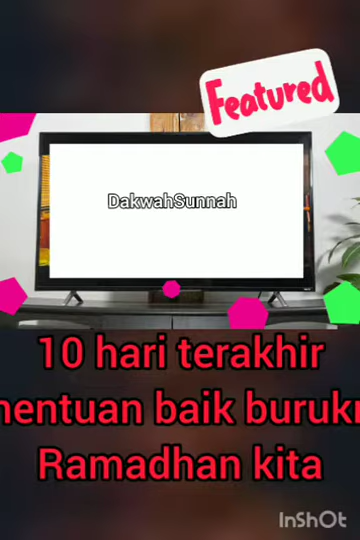 Featured
DakwahSunnah
10 hari terakhir
nentuan baik burukn
Ramadhan kita
InShOt